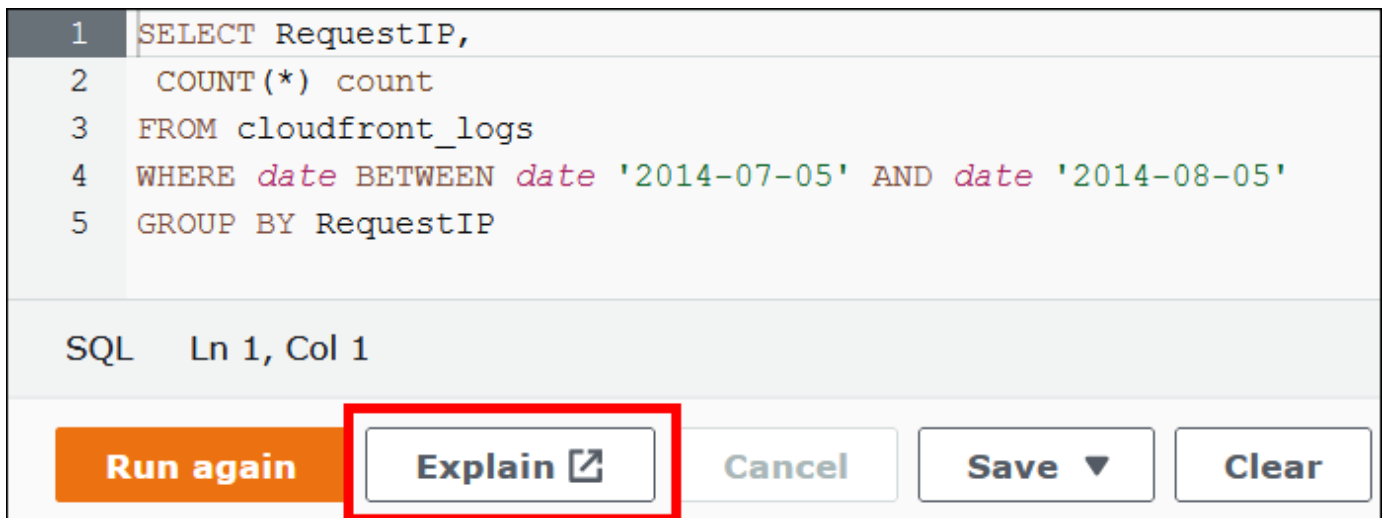 1 SELECT RequestIP,
2 COUNT(*) count
3 FROM cloudfront_logs
4 WHERE date BETWEEN date '2014-07-05' AND date '2014-08-05'
5 GROUP BY RequestIP
SQL Ln 1, Col 1
Run again Explain Cancel Save Clear